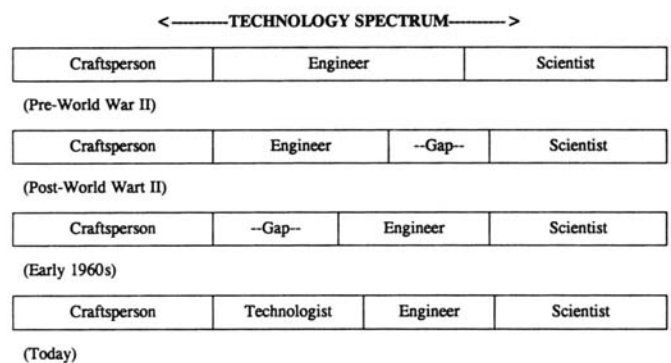 <---------TECHNOLOGY SPECTRUM--------->
Craftsperson Engineer Scientist
(Pre-World War II)
Craftsperson Engineer --Gap-- Scientist
(Post-World Wart II)
Craftsperson --Gap-- Engineer Scientist
(Early 1960s)
Craftsperson Technologist Engineer Scientist
(Today)